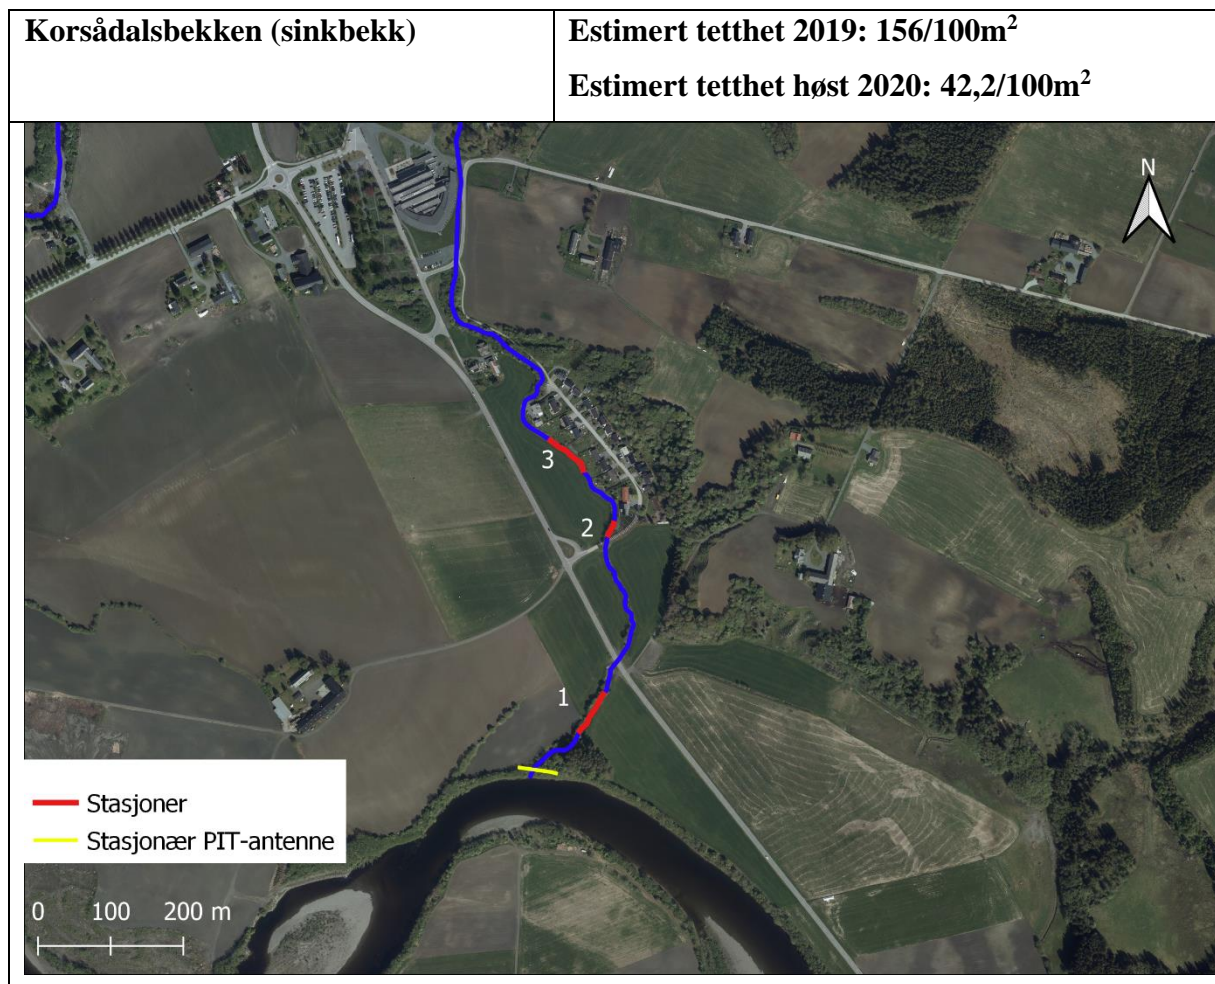 Korsådalsbekken (sinkbekk)
Estimert tetthet 2019: 156/100m²
Estimert tetthet høst 2020: 42,2/100m²
N
3
2
1
Stasjoner
Stasjonær PIT-antenne
0 100 200 m